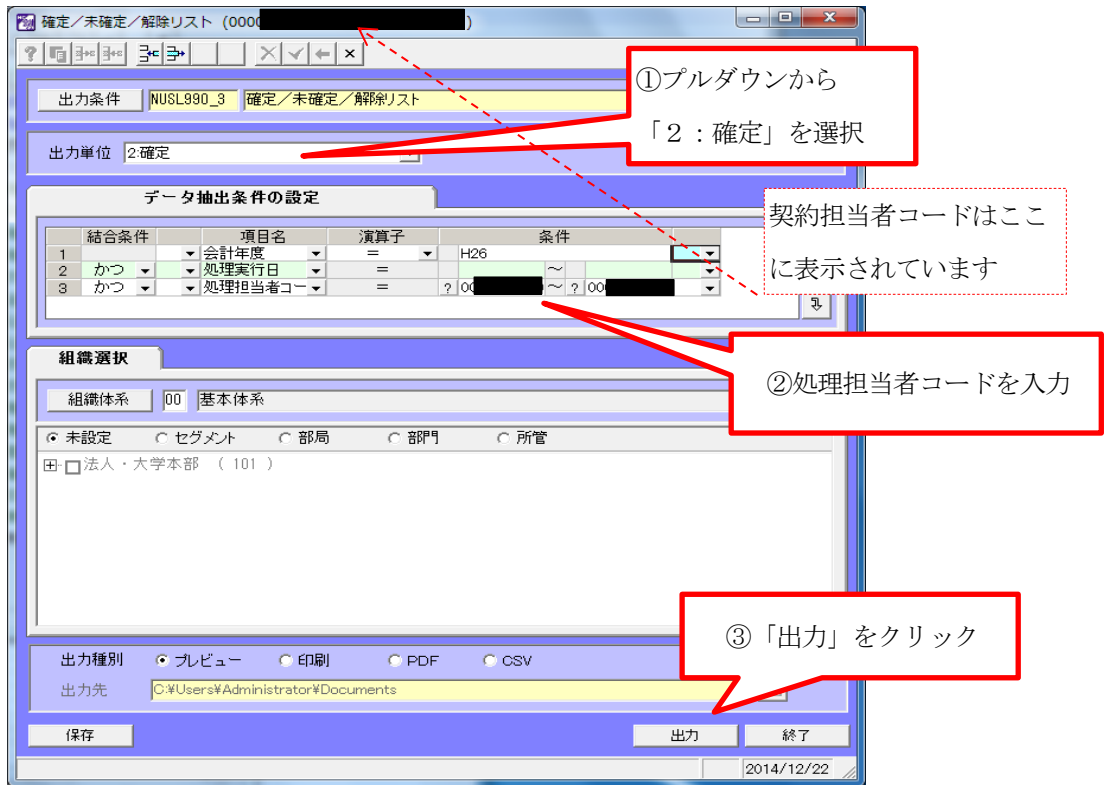 確定／未確定／解除リスト (0000 )
出力条件 NUSL990_3 確定／未確定／解除リスト
①プルダウンから
「2：確定」を選択
出力単位 2:確定
データ抽出条件の設定
契約担当者コードはここ
に表示されています
結合条件 項目名 演算子 条件
1 会計年度 = H26
2 かつ 処理実行日 = ～
3 かつ 処理担当者コー = ? 00 ～ ? 00
②処理担当者コードを入力
組織選択
組織体系 00 基本体系
未設定 セグメント 部局 部門 所管
法人・大学本部 ( 101 )
③「出力」をクリック
出力種別 プレビュー 印刷 PDF CSV
出力先 C:¥Users¥Administrator¥Documents
保存 出力 終了
2014/12/22